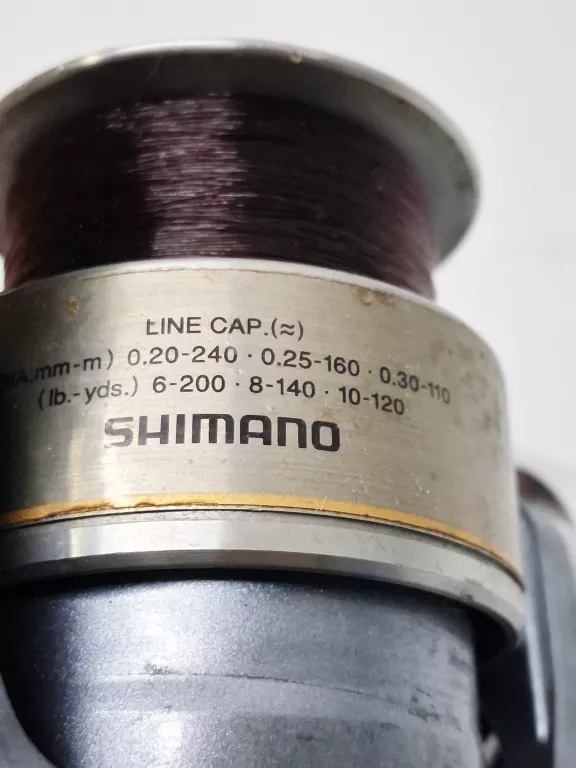 LINE CAP.(≈)
DIA.mm-m) 0.20-240 · 0.25-160 · 0.30-110
(lb.-yds.) 6-200 · 8-140 · 10-120
SHIMANO